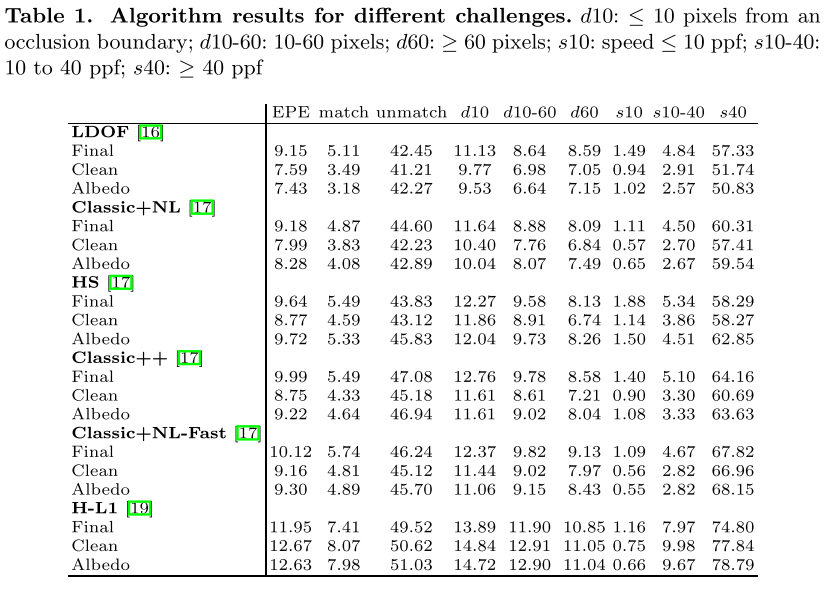 Table 1. Algorithm results for different challenges. d10: ≤ 10 pixels from an
occlusion boundary; d10-60: 10-60 pixels; d60: ≥ 60 pixels; s10: speed ≤ 10 ppf; s10-40:
10 to 40 ppf; s40: ≥ 40 ppf
EPE match unmatch d10 d10-60 d60 s10 s10-40 s40
LDOF [16]
Final 9.15 5.11 42.45 11.13 8.64 8.59 1.49 4.84 57.33
Clean 7.59 3.49 41.21 9.77 6.98 7.05 0.94 2.91 51.74
Albedo 7.43 3.18 42.27 9.53 6.64 7.15 1.02 2.57 50.83
Classic+NL [17]
Final 9.18 4.87 44.60 11.64 8.88 8.09 1.11 4.50 60.31
Clean 7.99 3.83 42.23 10.40 7.76 6.84 0.57 2.70 57.41
Albedo 8.28 4.08 42.89 10.04 8.07 7.49 0.65 2.67 59.54
HS [17]
Final 9.64 5.49 43.83 12.27 9.58 8.13 1.88 5.34 58.29
Clean 8.77 4.59 43.12 11.86 8.91 6.74 1.14 3.86 58.27
Albedo 9.72 5.33 45.83 12.04 9.73 8.26 1.50 4.51 62.85
Classic++ [17]
Final 9.99 5.49 47.08 12.76 9.78 8.58 1.40 5.10 64.16
Clean 8.75 4.33 45.18 11.61 8.61 7.21 0.90 3.30 60.69
Albedo 9.22 4.64 46.94 11.61 9.02 8.04 1.08 3.33 63.63
Classic+NL-Fast [17]
Final 10.12 5.74 46.24 12.37 9.82 9.13 1.09 4.67 67.82
Clean 9.16 4.81 45.12 11.44 9.02 7.97 0.56 2.82 66.96
Albedo 9.30 4.89 45.70 11.06 9.15 8.43 0.55 2.82 68.15
H-L1 [19]
Final 11.95 7.41 49.52 13.89 11.90 10.85 1.16 7.97 74.80
Clean 12.67 8.07 50.62 14.84 12.91 11.05 0.75 9.98 77.84
Albedo 12.63 7.98 51.03 14.72 12.90 11.04 0.66 9.67 78.79